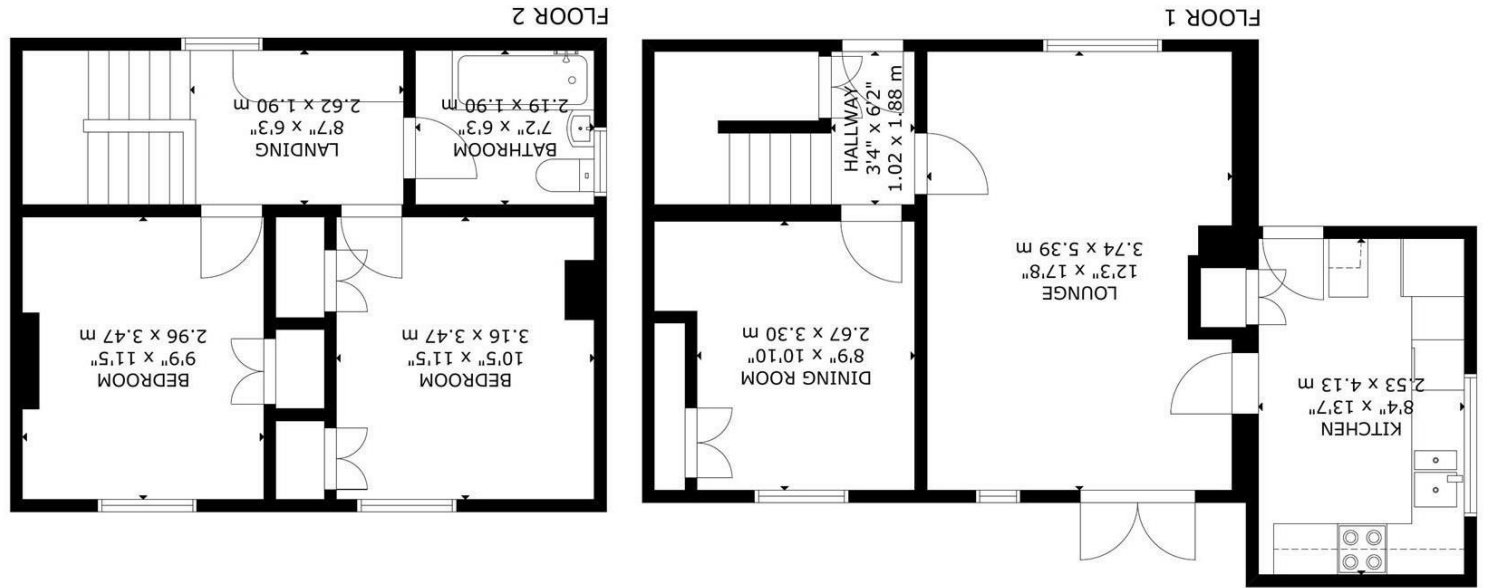 FLOOR 1
KITCHEN
8'4" x 13'7"
2.53 x 4.13 m
LOUNGE
12'3" x 17'8"
3.74 x 5.39 m
DINING ROOM
8'9" x 10'10"
2.67 x 3.30 m
HALLWAY
3'4" x 6'2"
1.02 x 1.88 m
FLOOR 2
BEDROOM
10'5" x 11'5"
3.16 x 3.47 m
BEDROOM
9'9" x 11'5"
2.96 x 3.47 m
BATHROOM
7'2" x 6'3"
2.19 x 1.90 m
LANDING
8'7" x 6'3"
2.62 x 1.90 m